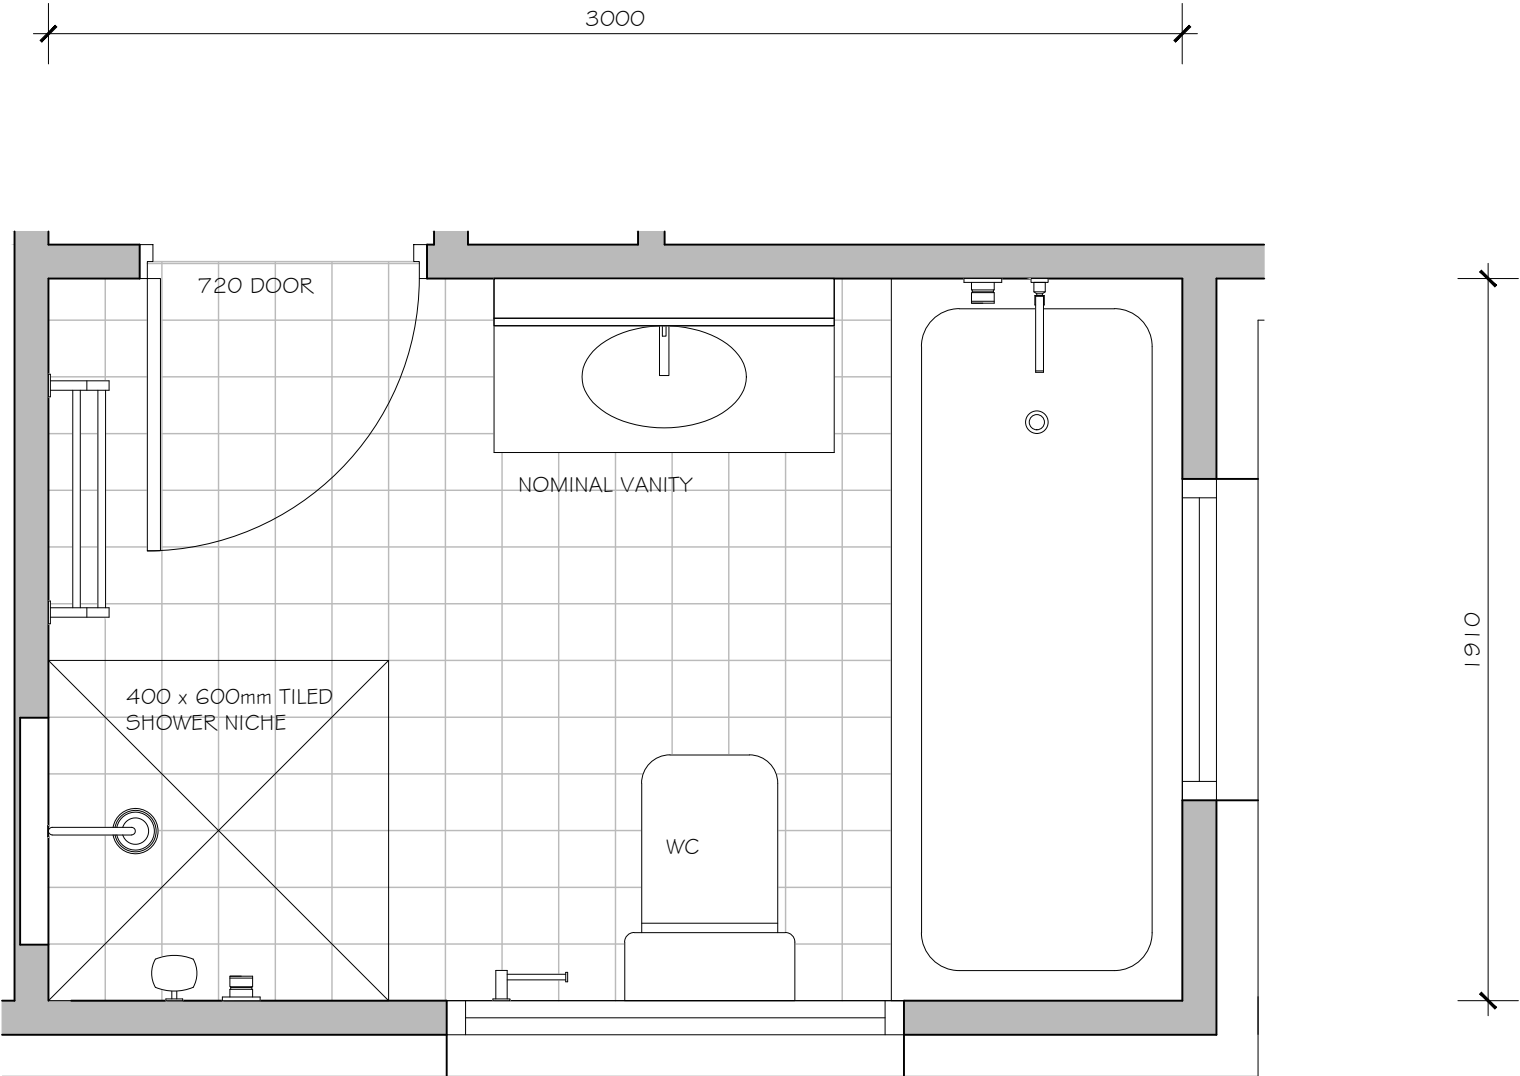 3000
720 DOOR
NOMINAL VANITY
1910
400 x 600mm TILED
SHOWER NICHE
WC